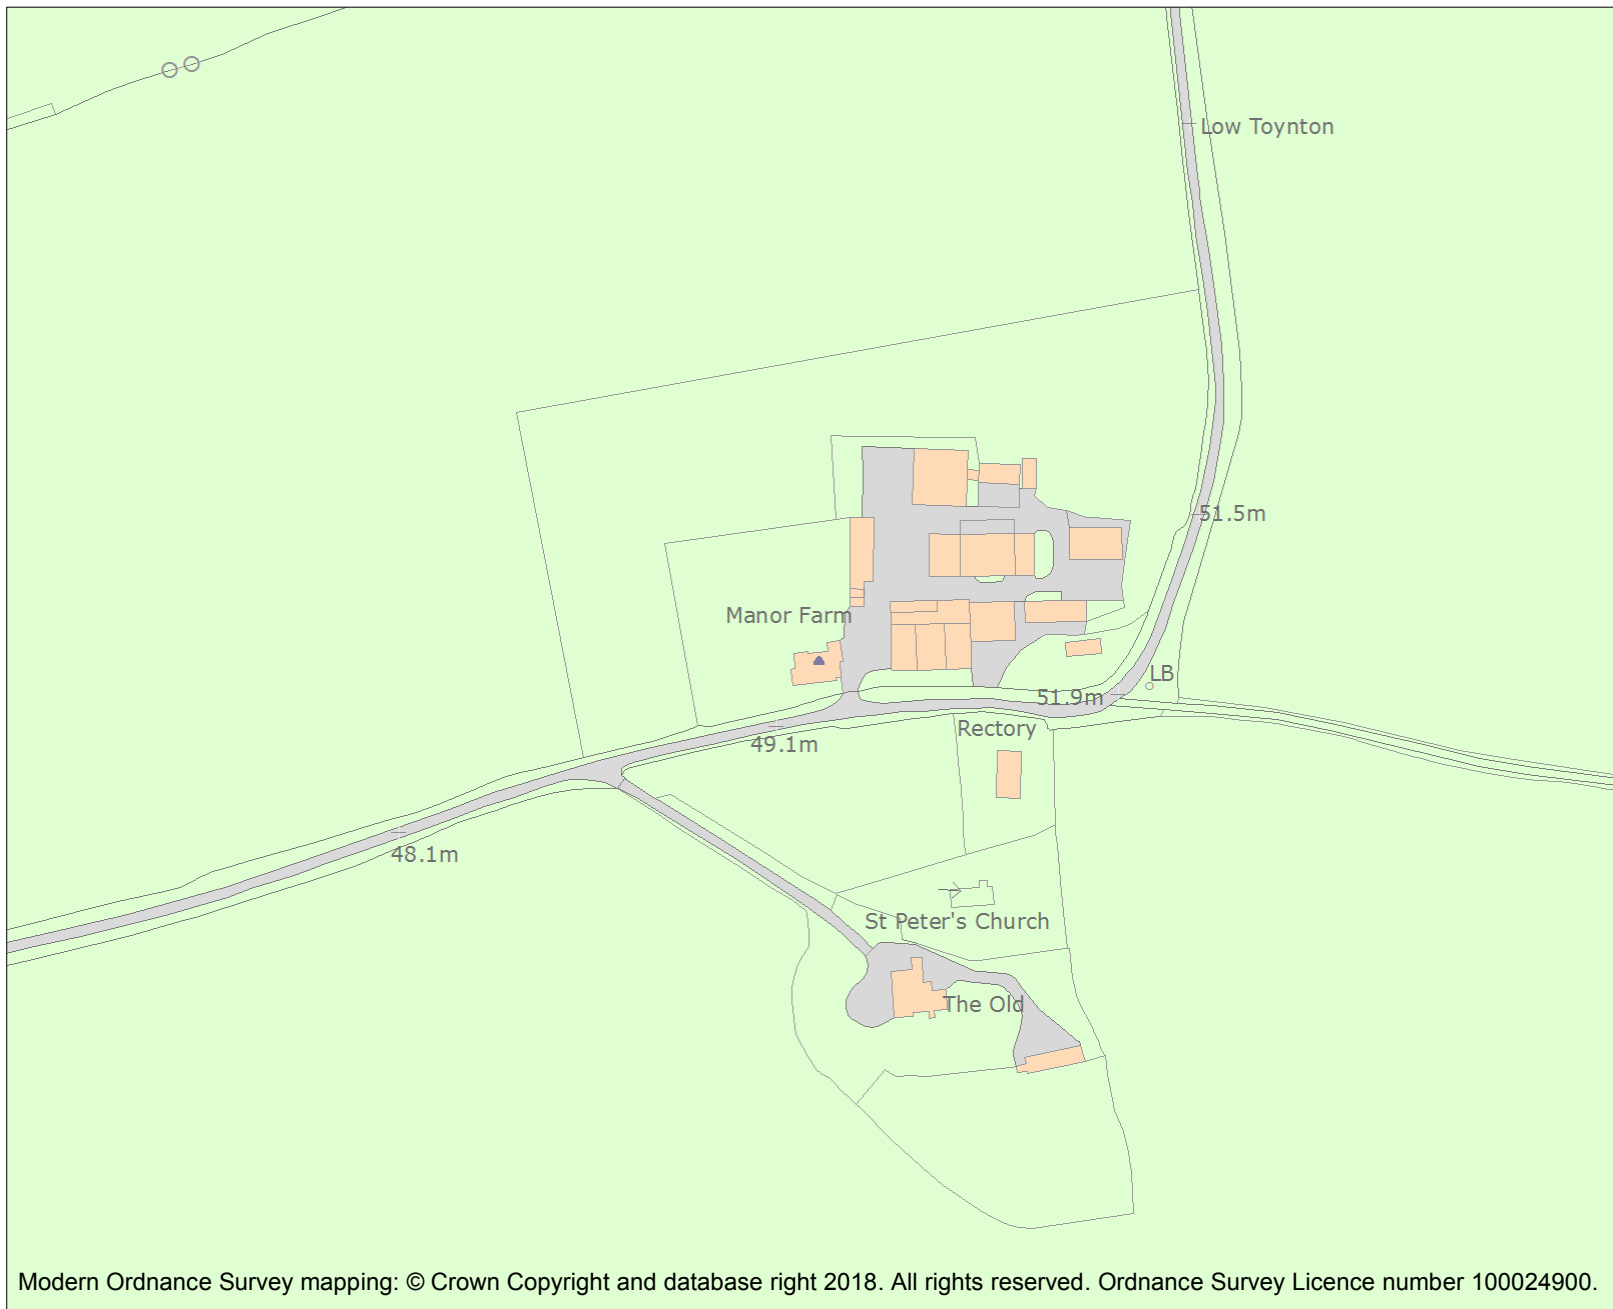 Low Toynton
51.5m
Manor Farm
LB
51.9m
Rectory
49.1m
48.1m
St Peter's Church
The Old
Modern Ordnance Survey mapping: © Crown Copyright and database right 2018. All rights reserved. Ordnance Survey Licence number 100024900.